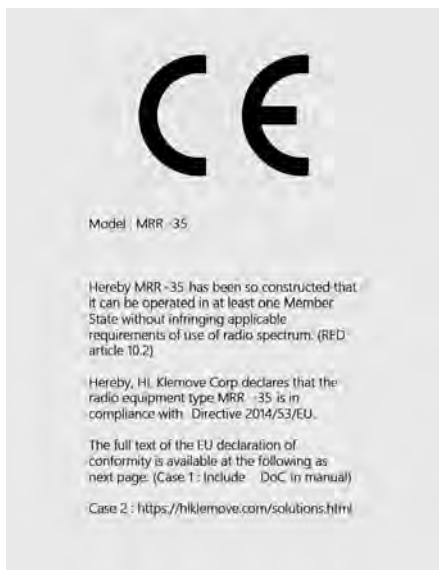 CE
Model : MRR -35
Hereby MRR-35 has been so constructed that
it can be operated in at least one Member
State without infringing applicable
requirements of use of radio spectrum. (RED
article 10.2)
Hereby, HL Klemove Corp declares that the
radio equipment type MRR -35 is in
compliance with Directive 2014/53/EU.
The full text of the EU declaration of
conformity is available at the following as
next page. (Case 1 : Include DoC in manual)
Case 2 : https://hlklemove.com/solutions.html